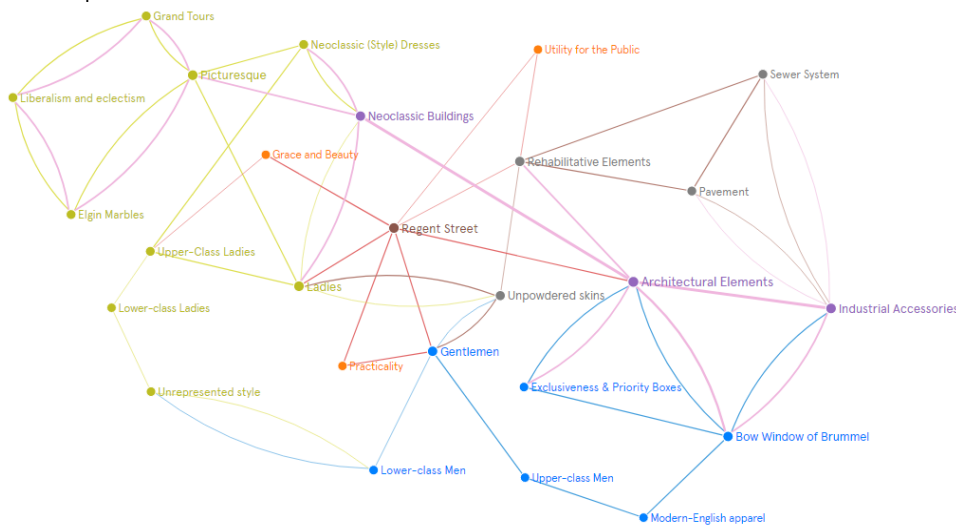 Grand Tours
Neoclassic (Style) Dresses
Utility for the Public
Picturesque
Sewer System
Liberalism and eclectism
Neoclassic Buildings
Grace and Beauty
Rehabilitative Elements
Pavement
Elgin Marbles
Regent Street
Upper-Class Ladies
Architectural Elements
Ladies
Unpowdered skins
Lower-class Ladies
Industrial Accessories
Gentlemen
Practicality
Exclusiveness & Priority Boxes
Unrepresented style
Bow Window of Brummel
Lower-class Men
Upper-class Men
Modern-English apparel